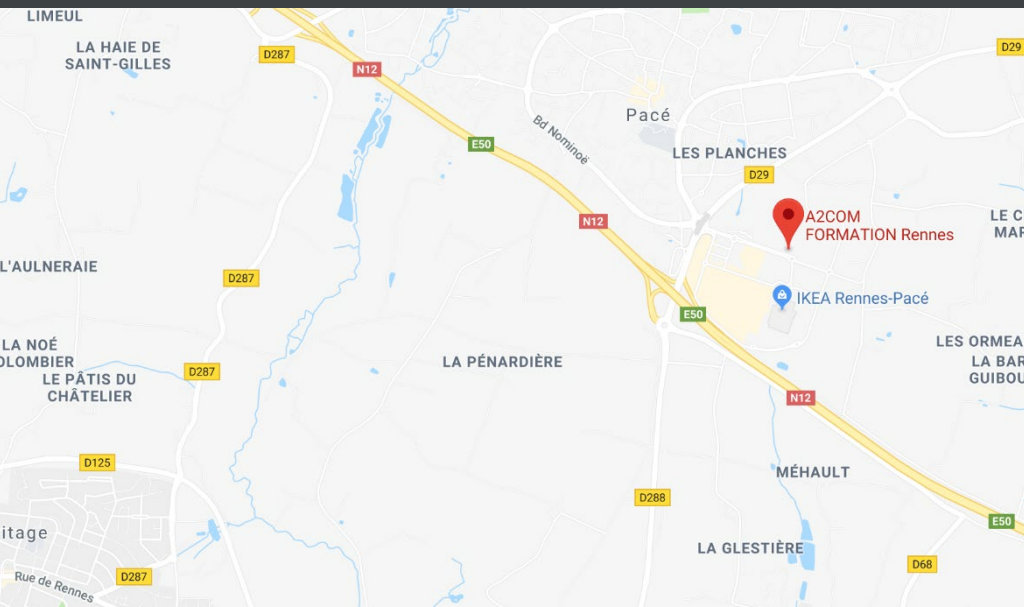 LIMEUL
LA HAIE DE
SAINT-GILLES
D287
N12
D29
Pacé
Bd Nominoë
E50
LES PLANCHES
D29
N12
A2COM
FORMATION Rennes
LE C
MAR
L'AULNERAIE
D287
IKEA Rennes-Pacé
E50
LA NOÉ
OLOMBIER
LE PÂTIS DU
CHÂTELIER
D287
LA PÉNARDIÈRE
LES ORMEA
LA BAR
GUIBOU
N12
D125
MÉHAULT
D288
E50
itage
LA GLESTIÈRE
D68
D287
Rue de Rennes